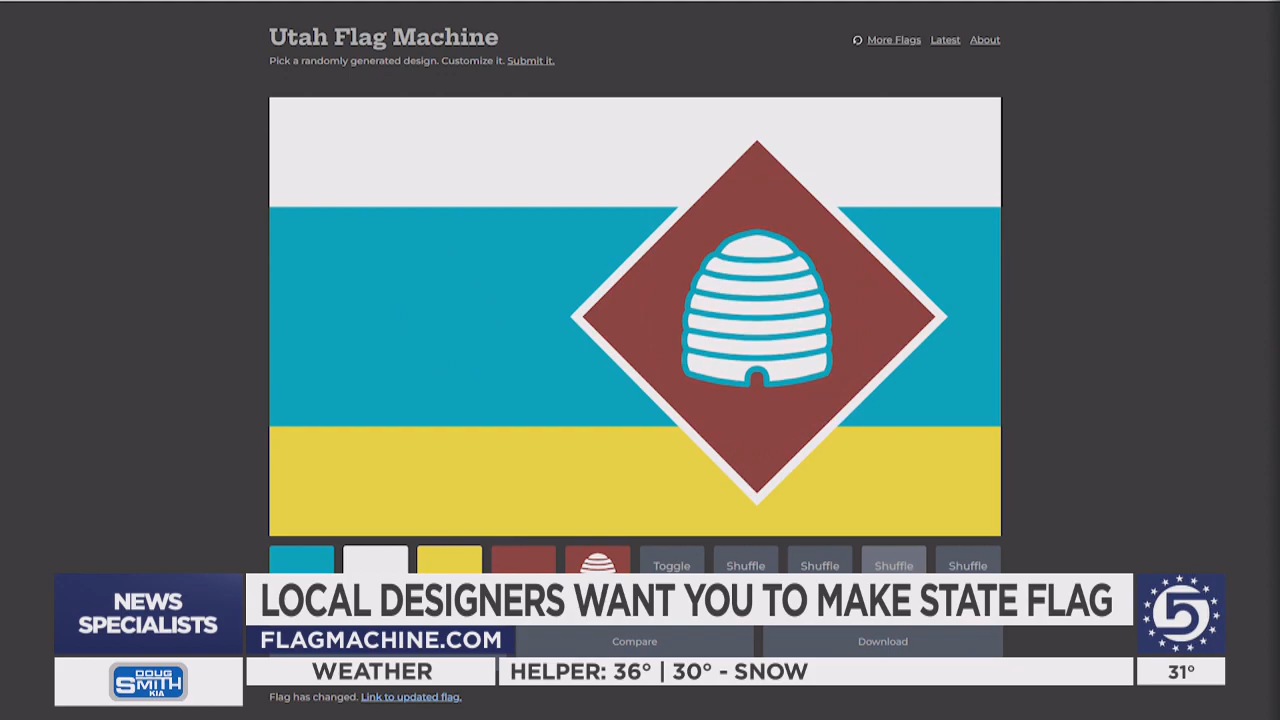 Utah Flag Machine
More Flags Latest About
Pick a randomly generated design. Customize it. Submit it.
Toggle Shuffle Shuffle Shuffle Shuffle
NEWS SPECIALISTS
LOCAL DESIGNERS WANT YOU TO MAKE STATE FLAG
5
FLAGMACHINE.COM
Compare Download
DOUG SMITH KIA
WEATHER HELPER: 36° | 30° - SNOW 31°
Flag has changed. Link to updated flag.